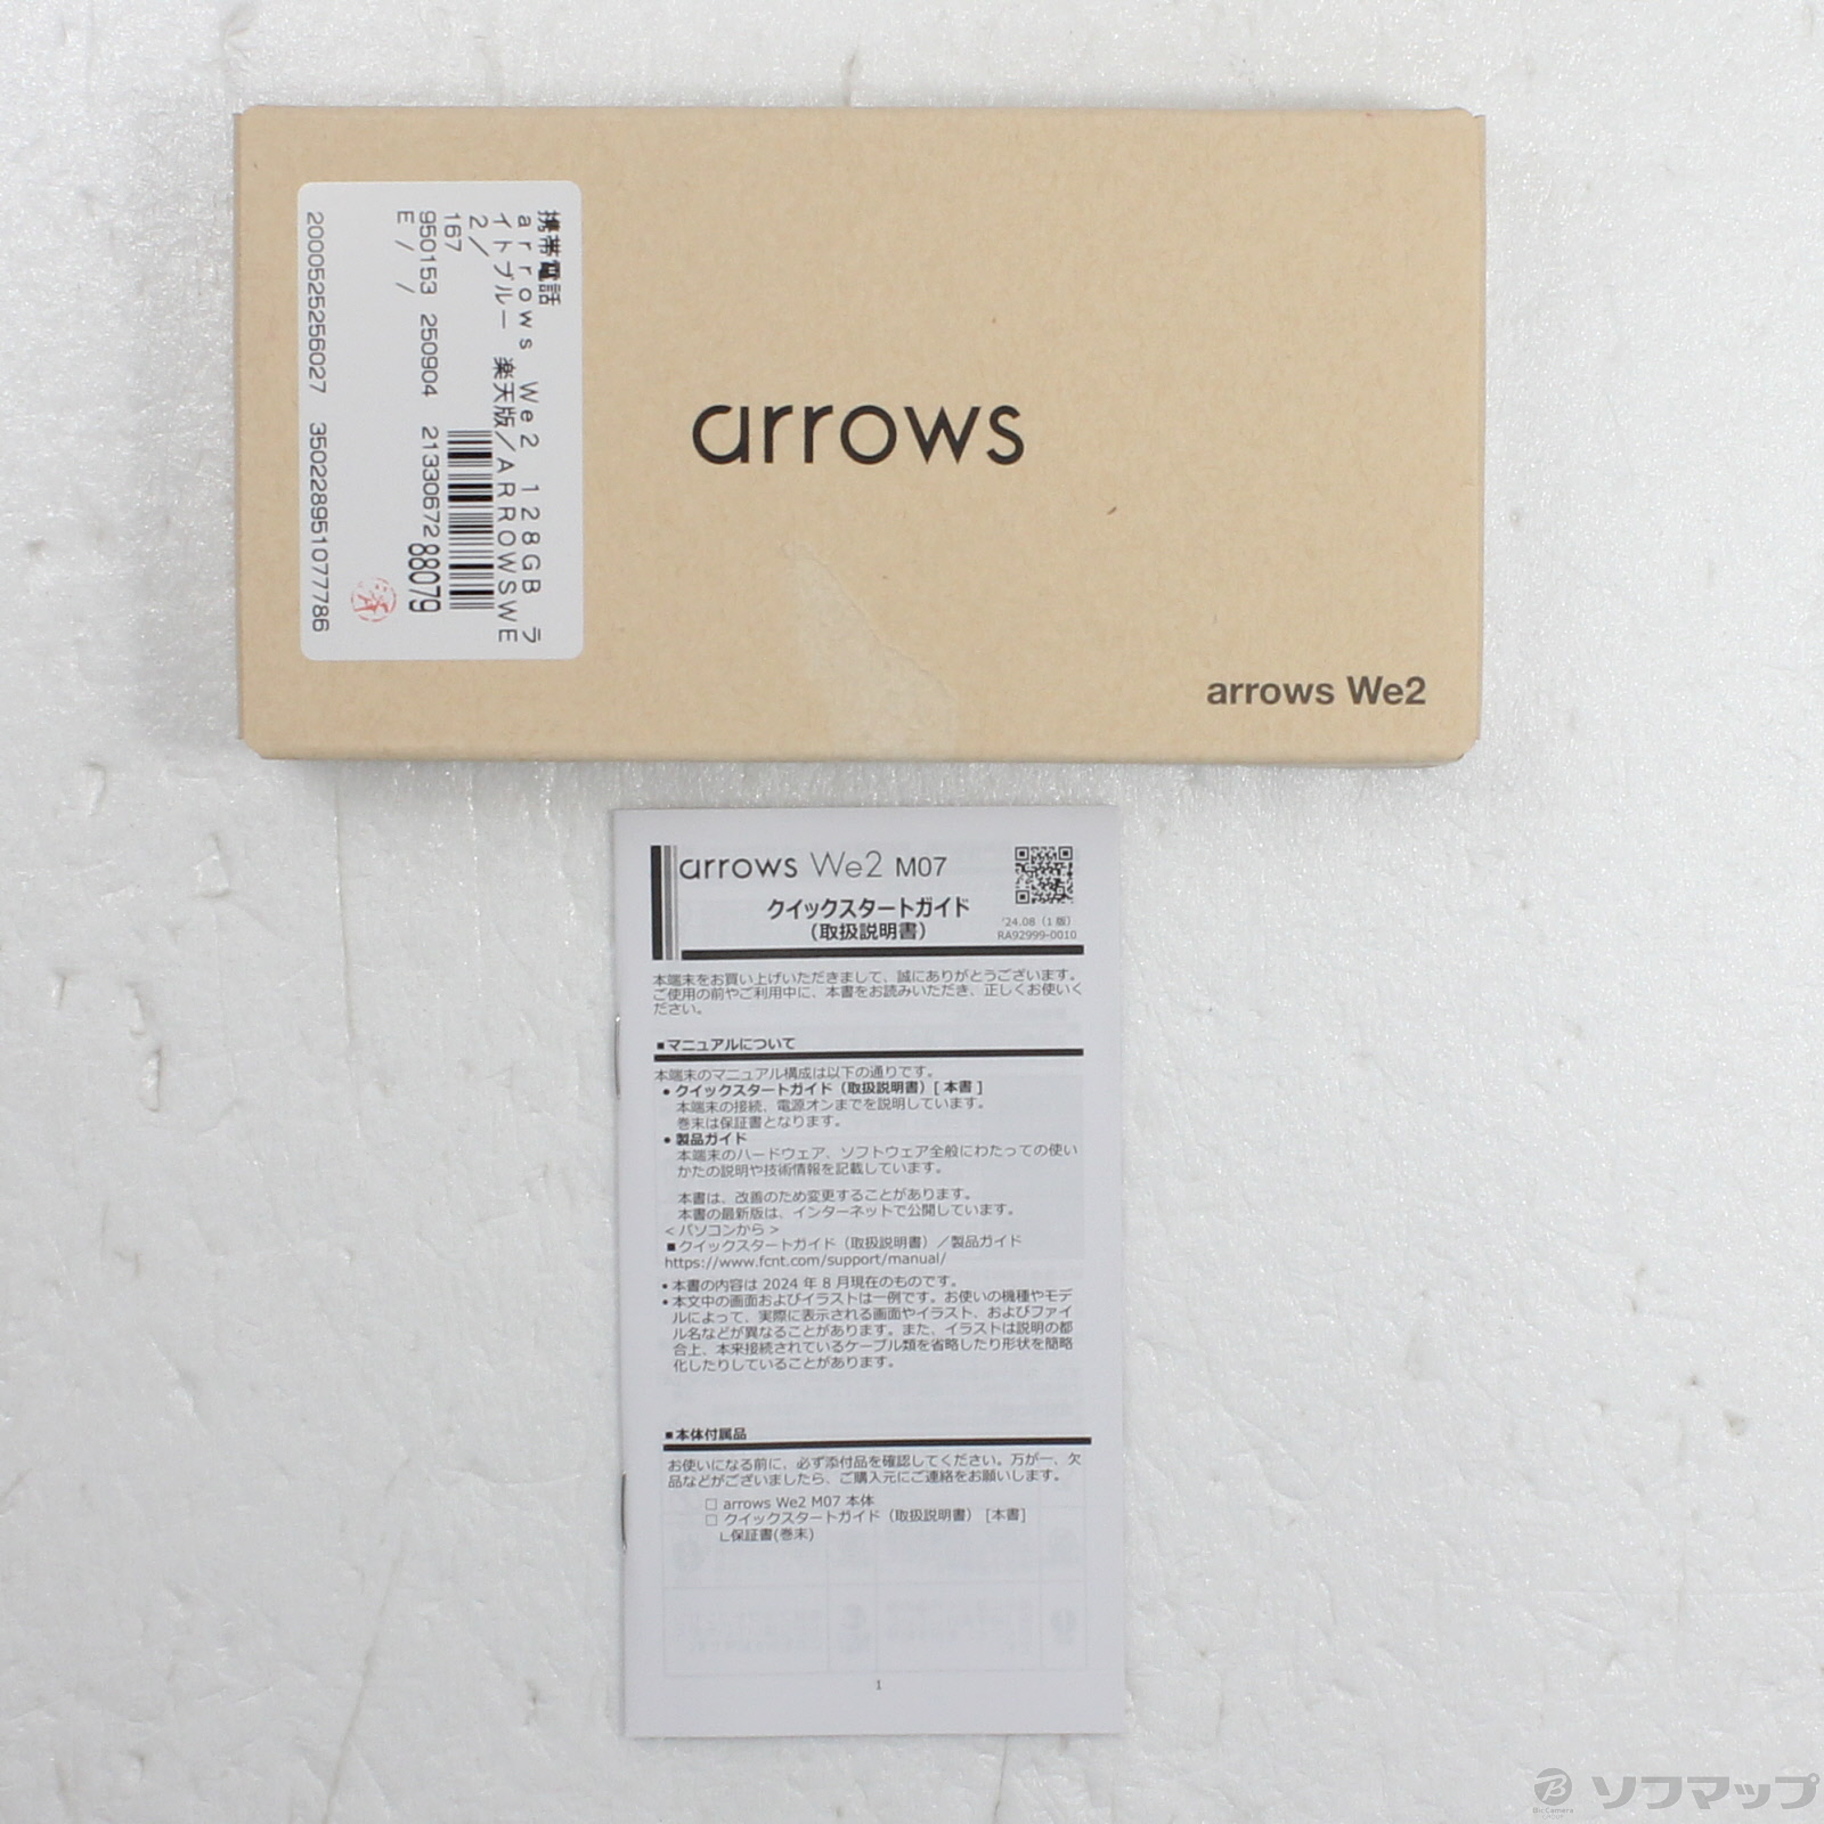 携帯電話
arrows We2 128GB ラ
イトブルー 楽天版/ARROWSWE
2/
167
950153 250904 21330672
88079
E//
2000525256027 350228951077786
arrows
arrows We2
arrows We2 M07
クイックスタートガイド
（取扱説明書）
'24.08（1版）
RA92999-0010
本端末をお買い上げいただきまして、誠にありがとうございます。
ご使用の前やご利用中に、本書をお読みいただき、正しくお使いく
ださい。
■マニュアルについて
本端末のマニュアル構成は以下の通りです。
• クイックスタートガイド（取扱説明書）[ 本書 ]
本端末の接続、電源オンまでを説明しています。
巻末は保証書となります。
• 製品ガイド
本端末のハードウェア、ソフトウェア全般にわたっての使い
かたの説明や技術情報を記載しています。
本書は、改善のため変更することがあります。
本書の最新版は、インターネットで公開しています。
< パソコンから >
■クイックスタートガイド（取扱説明書）／製品ガイド
https://www.fcnt.com/support/manual/
• 本書の内容は 2024 年 8 月現在のものです。
• 本文中の画面およびイラストは一例です。お使いの機種やモデ
ルによって、実際に表示される画面やイラスト、およびファイ
ル名などが異なることがあります。また、イラストは説明の都
合上、本来接続されているケーブル類を省略したり形状を簡略
化したりしていることがあります。
■本体付属品
お使いになる前に、必ず添付品を確認してください。万が一、欠
品などがございましたら、ご購入元にご連絡をお願いします。
□ arrows We2 M07 本体
□ クイックスタートガイド（取扱説明書） [本書]
∟保証書(巻末)
1
BicCamera
GROUP
ソフマップ